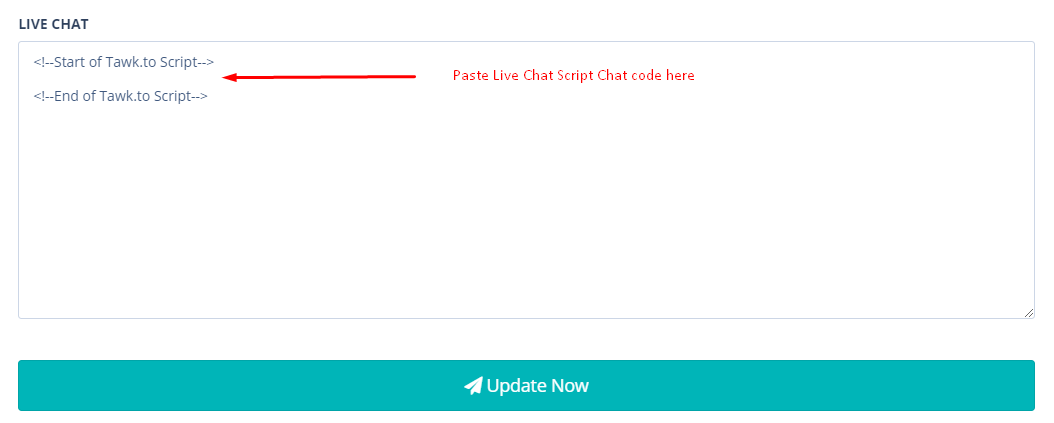 LIVE CHAT
<!--Start of Tawk.to Script-->
Paste Live Chat Script Chat code here
<!--End of Tawk.to Script-->
Update Now